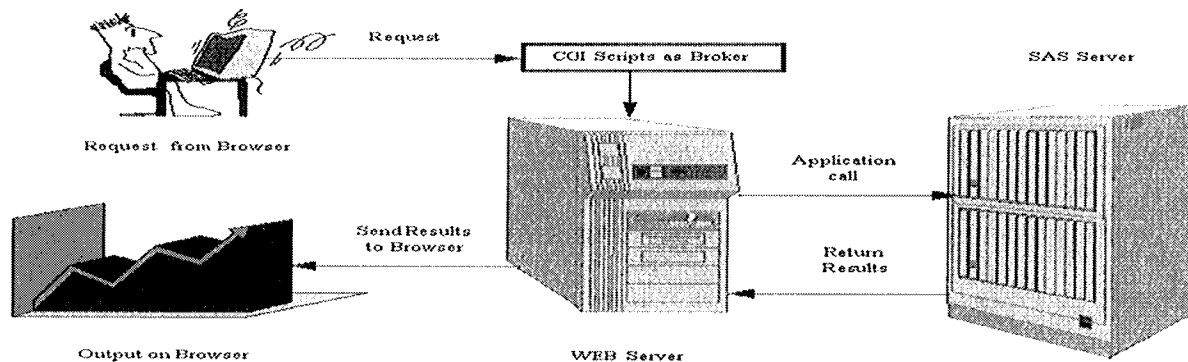 Request
CGI Scripts as Broker
SAS Server
Request from Browser
Application
call
Send Results
to Browser
Return
Results
Output on Browser
WEB Server